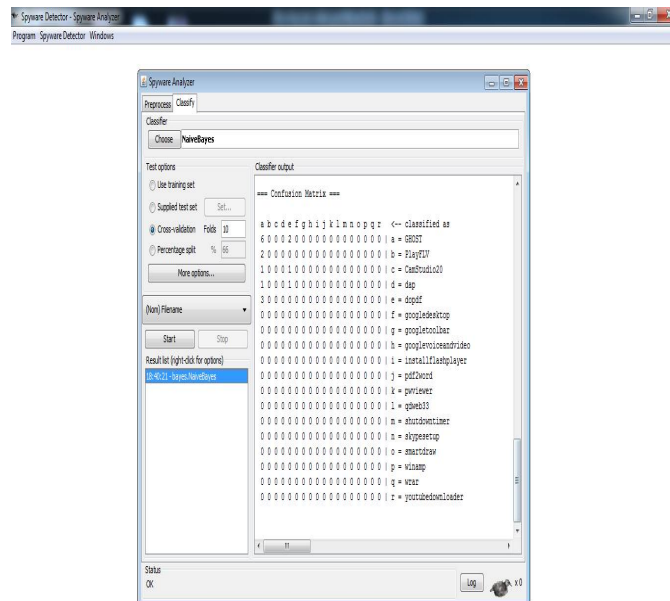 Spyware Detector - Spyware Analyzer
Program Spyware Detector Windows
Spyware Analyzer
Preprocess Classify
Classifier
Choose NaiveBayes
Test options
Use training set
Supplied test set Set...
Cross-validation Folds 10
Percentage split % 66
More options...
(Nom) Filename
Start Stop
Result list (right-click for options)
18:40:21 - bayes.NaiveBayes
Classifier output
=== Confusion Matrix ===
a b c d e f g h i j k l m n o p q r <-- classified as
6 0 0 2 0 0 0 0 0 0 0 0 0 0 0 0 0 0 | a = GHOST
2 0 0 0 0 0 0 0 0 0 0 0 0 0 0 0 0 0 | b = PlayFLV
1 0 0 1 0 0 0 0 0 0 0 0 0 0 0 0 0 0 | c = CamStudio20
1 0 0 1 0 0 0 0 0 0 0 0 0 0 0 0 0 0 | d = dap
3 0 0 0 0 0 0 0 0 0 0 0 0 0 0 0 0 0 | e = dopdf
0 0 0 0 0 0 0 0 0 0 0 0 0 0 0 0 0 0 | f = googledesktop
0 0 0 0 0 0 0 0 0 0 0 0 0 0 0 0 0 0 | g = googletoolbar
0 0 0 0 0 0 0 0 0 0 0 0 0 0 0 0 0 0 | h = googlevoiceandvideo
0 0 0 0 0 0 0 0 0 0 0 0 0 0 0 0 0 0 | i = installflashplayer
0 0 0 0 0 0 0 0 0 0 0 0 0 0 0 0 0 0 | j = pdf2word
0 0 0 0 0 0 0 0 0 0 0 0 0 0 0 0 0 0 | k = pwviewer
0 0 0 0 0 0 0 0 0 0 0 0 0 0 0 0 0 0 | l = qdweb33
0 0 0 0 0 0 0 0 0 0 0 0 0 0 0 0 0 0 | m = shutdowntimer
0 0 0 0 0 0 0 0 0 0 0 0 0 0 0 0 0 0 | n = skypesetup
0 0 0 0 0 0 0 0 0 0 0 0 0 0 0 0 0 0 | o = smartdraw
0 0 0 0 0 0 0 0 0 0 0 0 0 0 0 0 0 0 | p = winamp
0 0 0 0 0 0 0 0 0 0 0 0 0 0 0 0 0 0 | q = wrar
0 0 0 0 0 0 0 0 0 0 0 0 0 0 0 0 0 0 | r = youtubedownloader
Status
OK
Log x 0